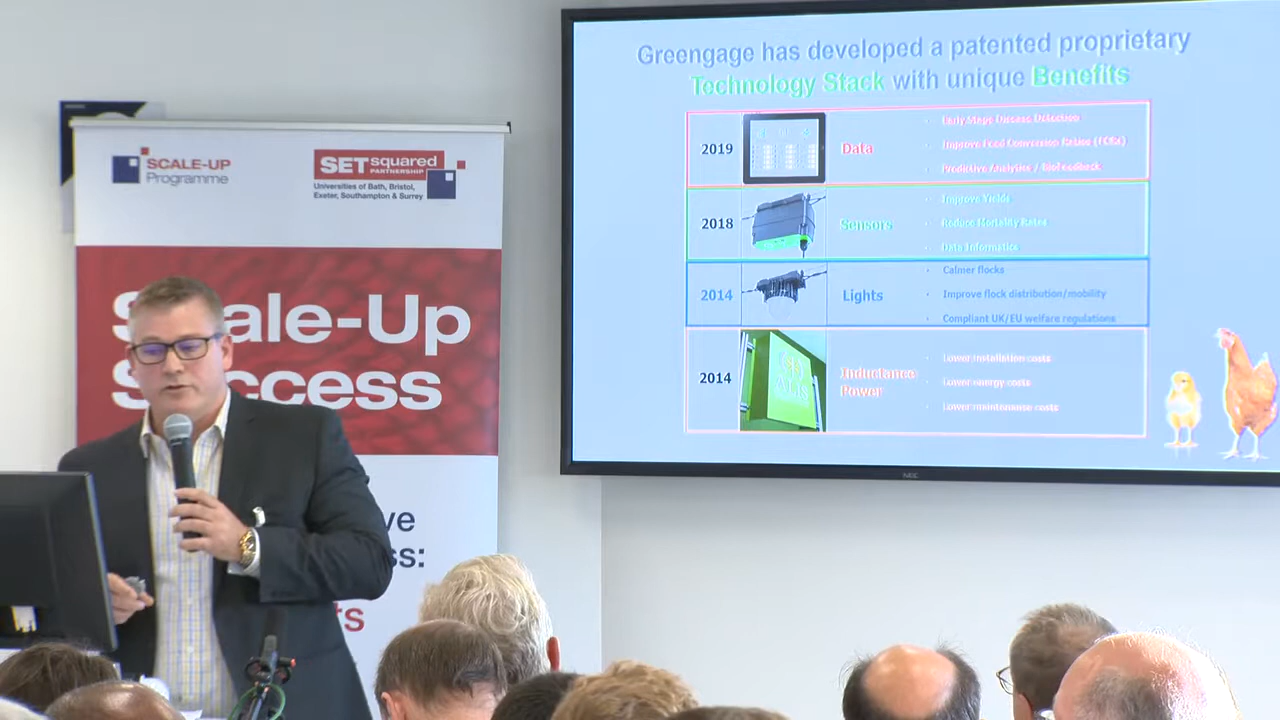 SCALE-UP
Programme
SETsquared
PARTNERSHIP
Universities of Bath, Bristol,
Exeter, Southampton & Surrey
Scale-Up
Success
ve
ss:
ts
Greengage has developed a patented proprietary
Technology Stack with unique Benefits
2019 Data
Early Stage Disease Detection
Improve Feed Conversion Ratios (FCRs)
Predictive Analytics / Biofeedback
2018 Sensors
Improve Yields
Reduce Mortality Rates
Data Informatics
2014 Lights
Calmer flocks
Improve flock distribution/mobility
Compliant UK/EU welfare regulations
2014 Inductance
Power
Lower installation costs
Lower energy costs
Lower maintenance costs
NEC